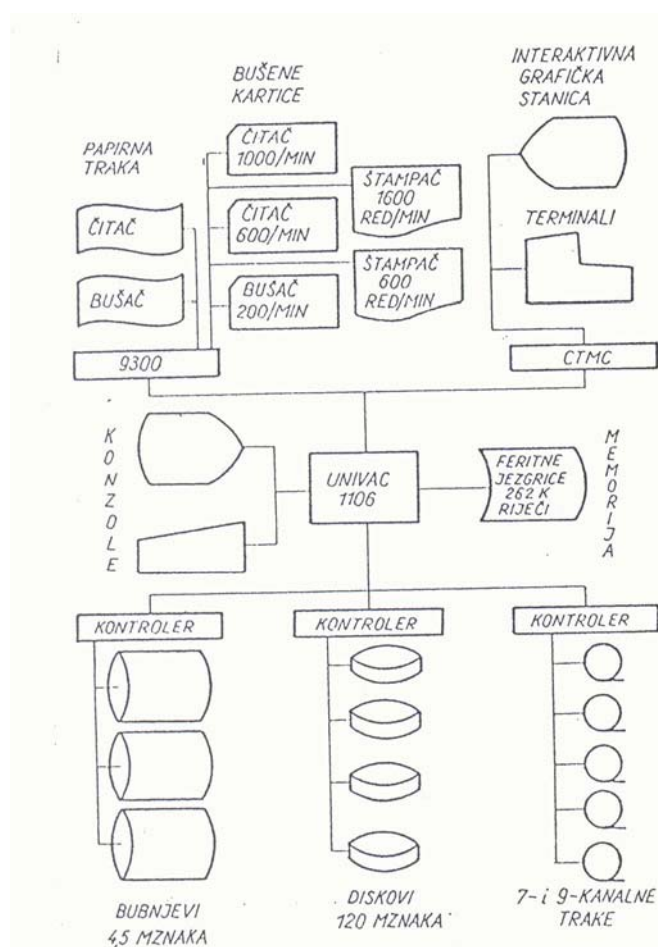 BUŠENE
KARTICE
INTERAKTIVNA
GRAFIČKA
STANICA
PAPIRNA
TRAKA
ČITAČ
1000/MIN
ŠTAMPAČ
1600
RED/MIN
ČITAČ
ČITAČ
600/MIN
TERMINALI
BUŠAČ
BUŠAČ
200/MIN
ŠTAMPAČ
600
RED/MIN
9300
CTMC
KONZOLE
UNIVAC
1106
FERITNE
JEZGRICE
262 K
RIJEČI
MEMORIJA
KONTROLER
KONTROLER
KONTROLER
BUBNJEVI
4,5 MZNAKA
DISKOVI
120 MZNAKA
7-i 9-KANALNE
TRAKE